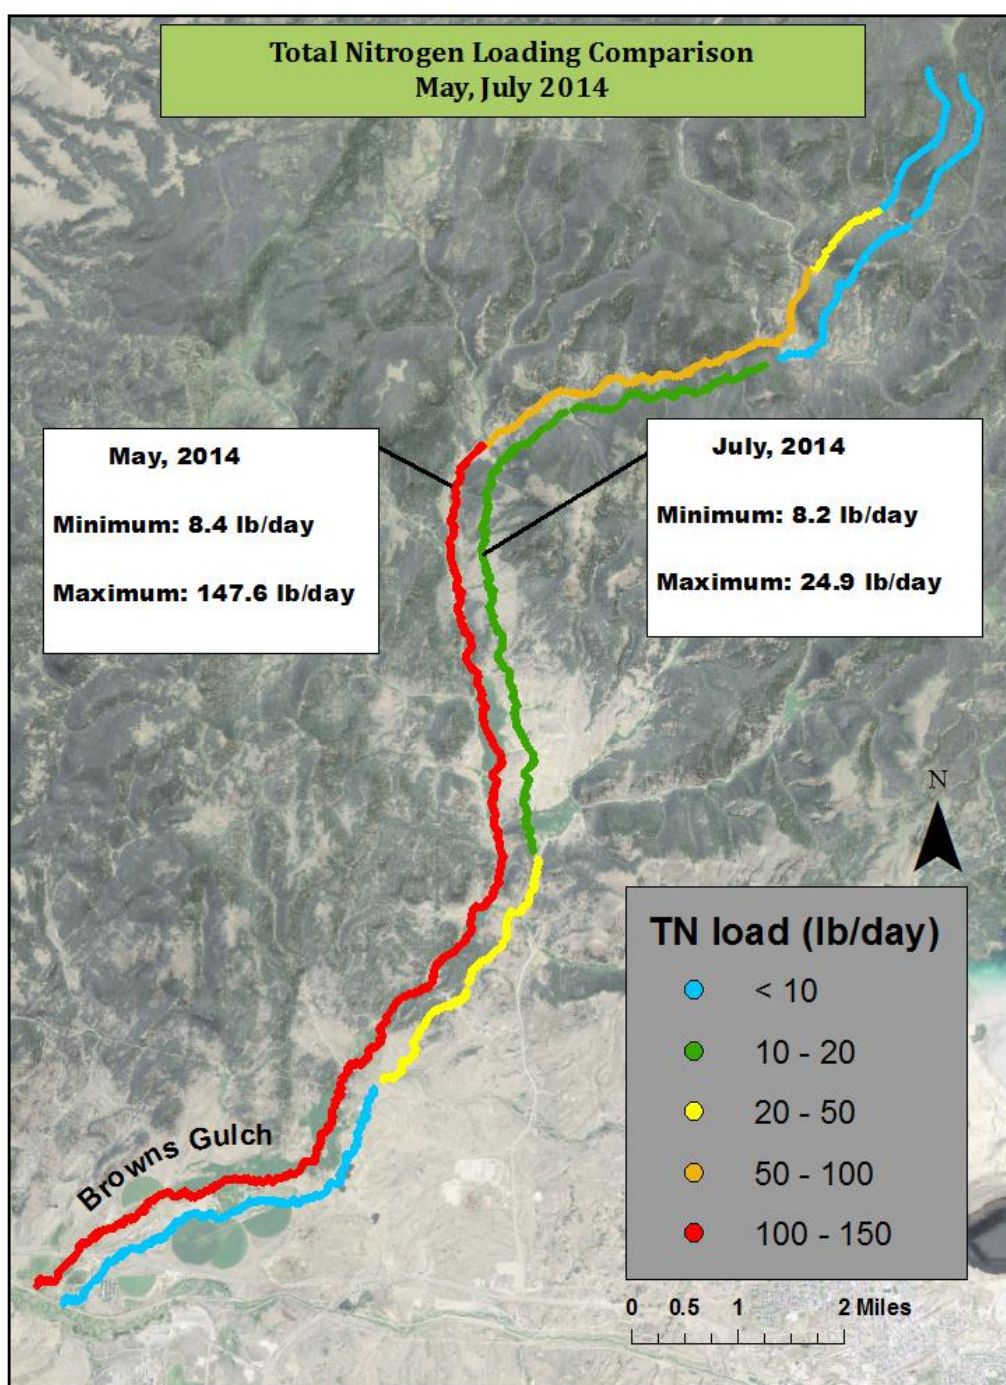 Total Nitrogen Loading Comparison
May, July 2014
May, 2014
Minimum: 8.4 lb/day
Maximum: 147.6 lb/day
July, 2014
Minimum: 8.2 lb/day
Maximum: 24.9 lb/day
N
TN load (lb/day)
< 10
10 - 20
20 - 50
50 - 100
100 - 150
Browns Gulch
0 0.5 1 2 Miles